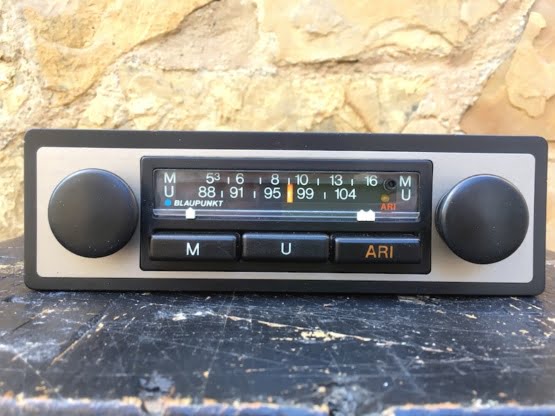 M 5³ 6 8 10 13 16 M
U 88 91 95 99 104 U
BLAUPUNKT ARI
M U ARI